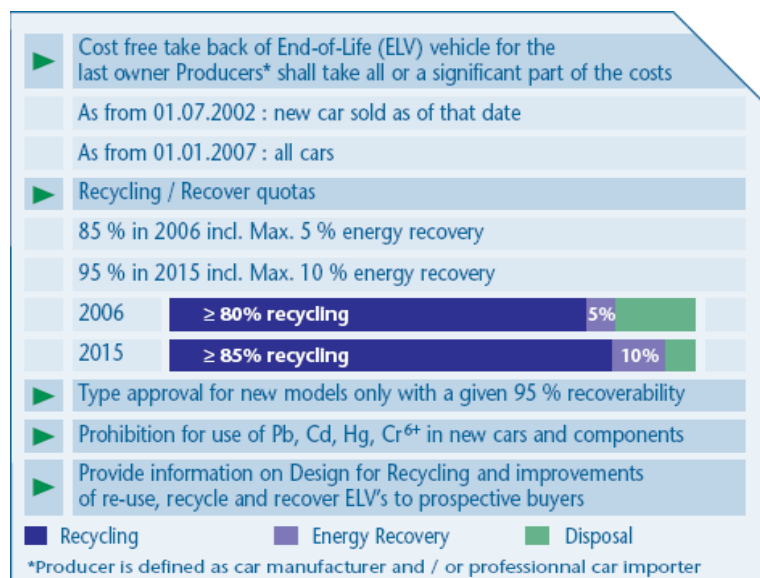 Cost free take back of End-of-Life (ELV) vehicle for the
last owner Producers* shall take all or a significant part of the costs
As from 01.07.2002 : new car sold as of that date
As from 01.01.2007 : all cars
Recycling / Recover quotas
85 % in 2006 incl. Max. 5 % energy recovery
95 % in 2015 incl. Max. 10 % energy recovery
2006 ≥ 80% recycling 5%
2015 ≥ 85% recycling 10%
Type approval for new models only with a given 95 % recoverability
Prohibition for use of Pb, Cd, Hg, Cr⁶⁺ in new cars and components
Provide information on Design for Recycling and improvements
of re-use, recycle and recover ELV's to prospective buyers
Recycling Energy Recovery Disposal
*Producer is defined as car manufacturer and / or professionnal car importer